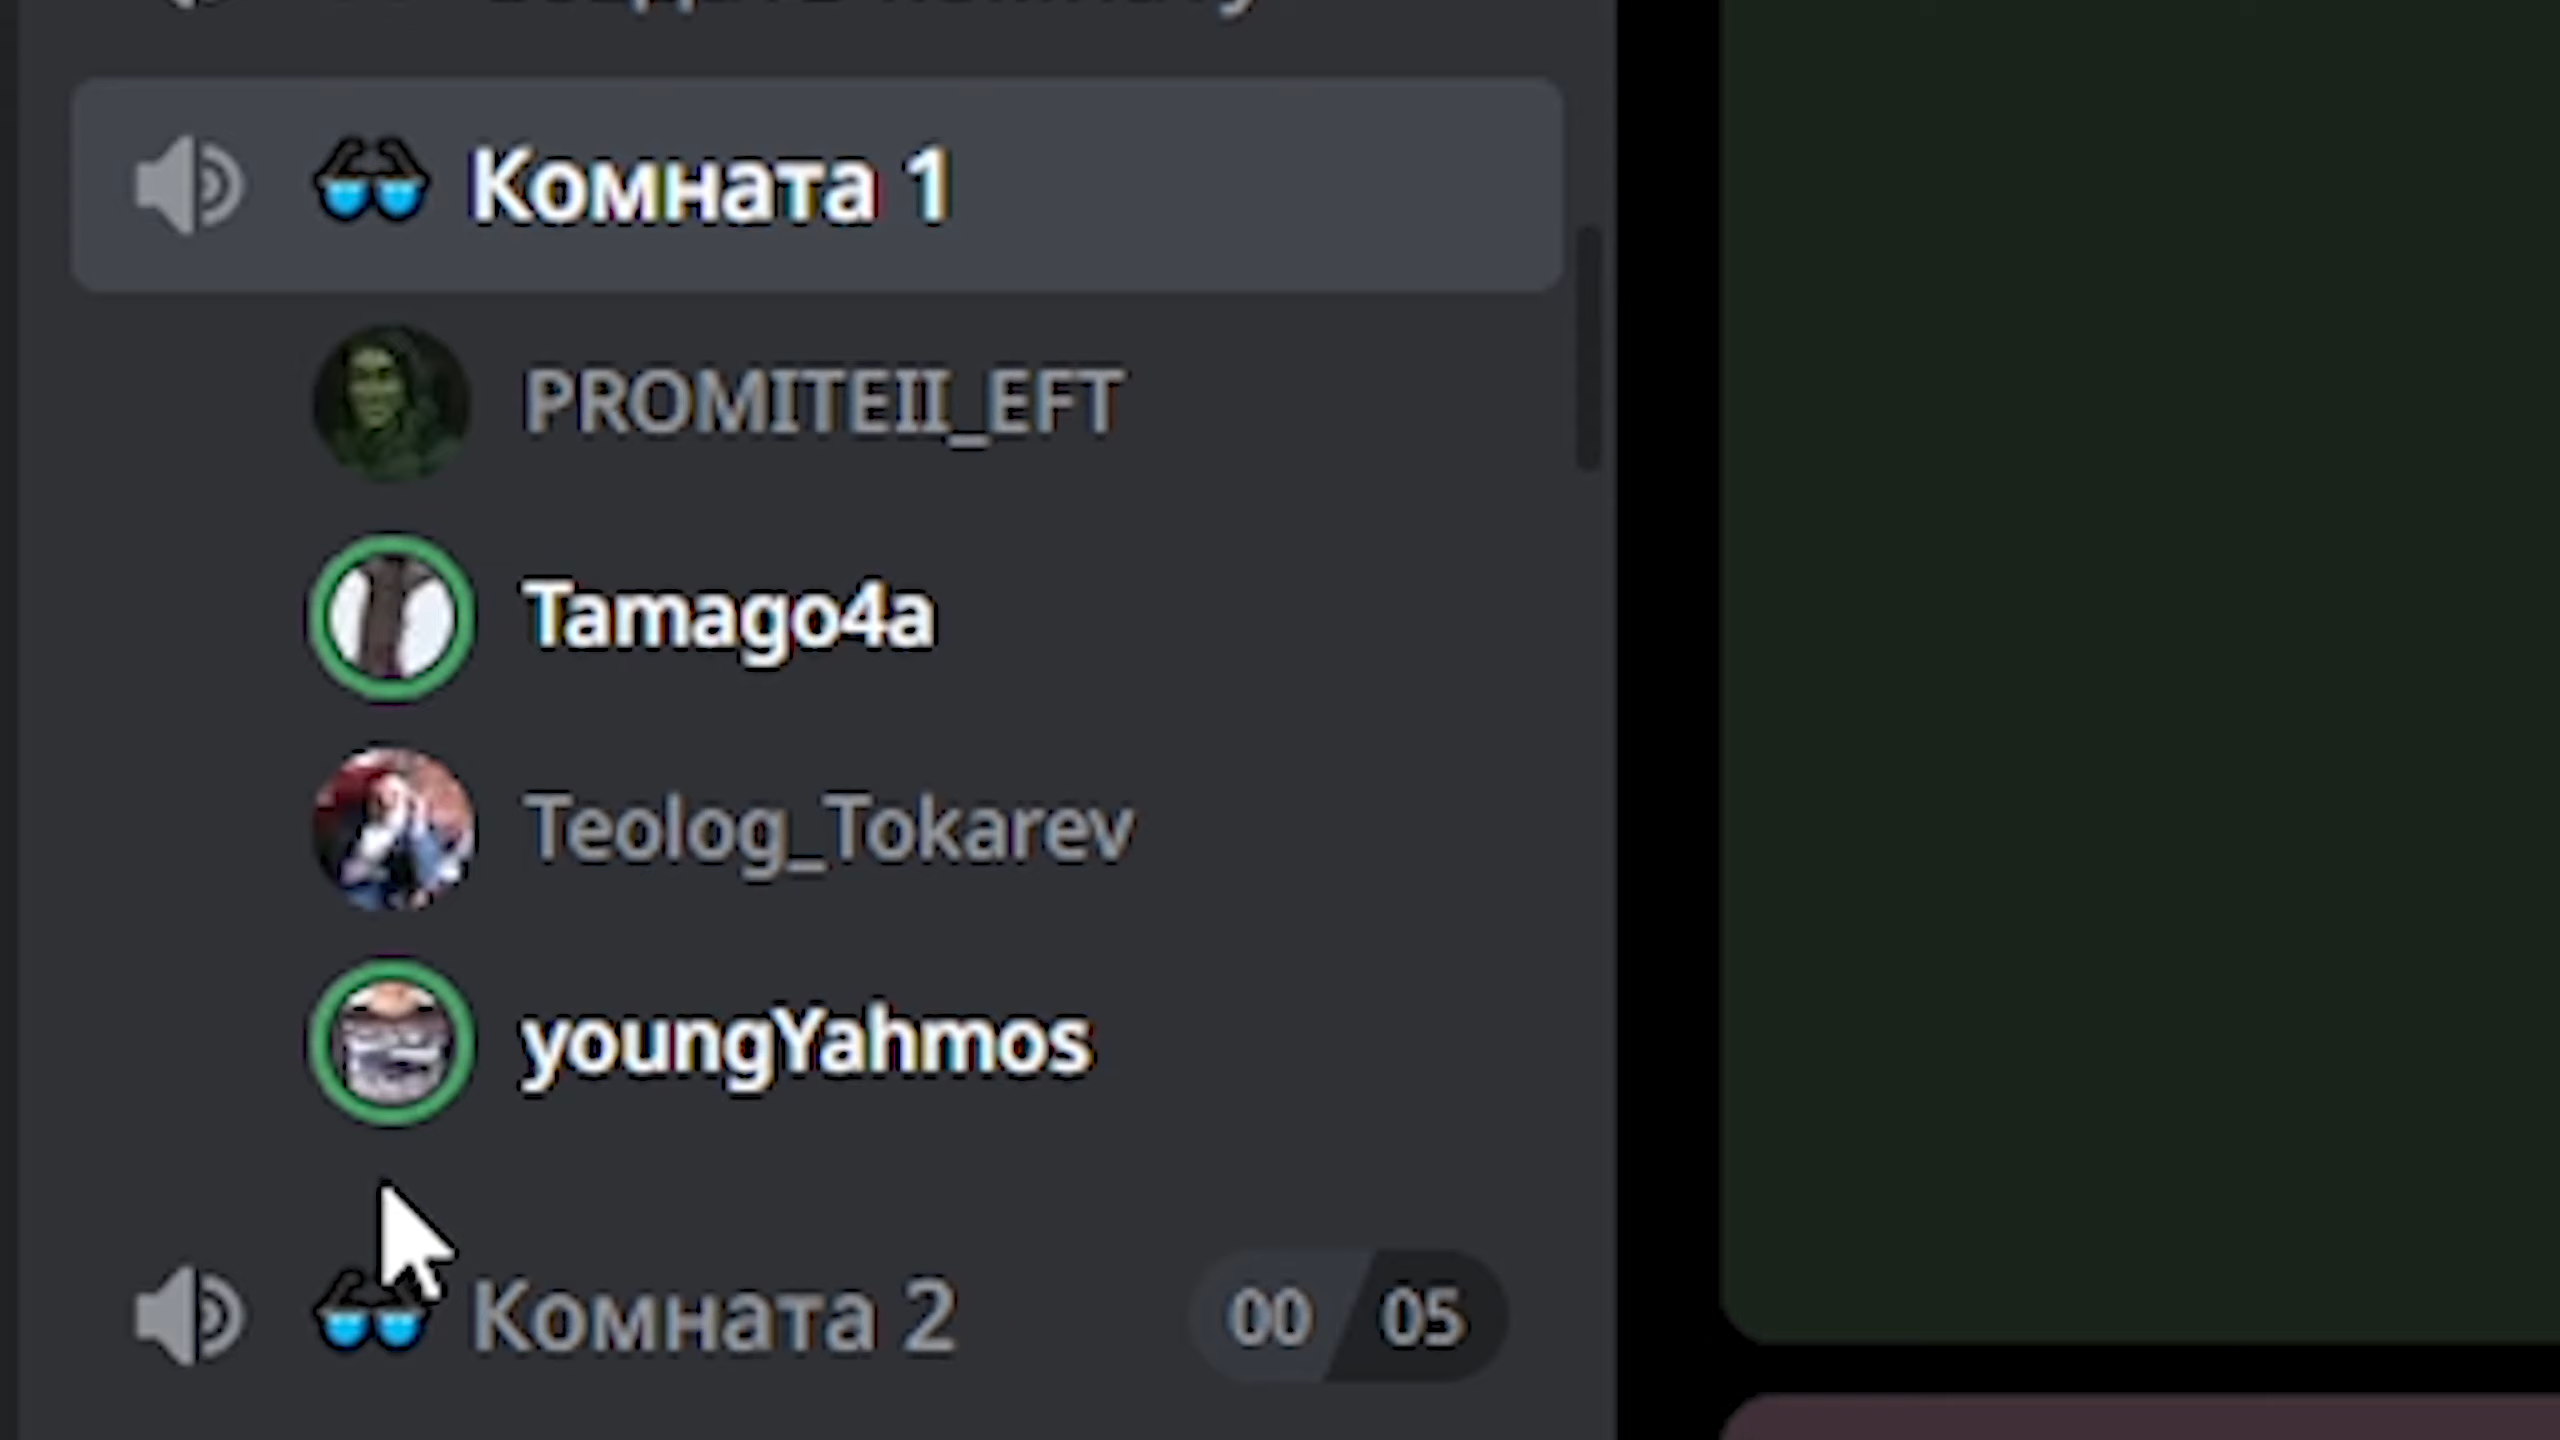 Комната 1
PROMITEII_EFT
Tamago4a
Teolog_Tokarev
youngYahmos
Комната 2 00 05